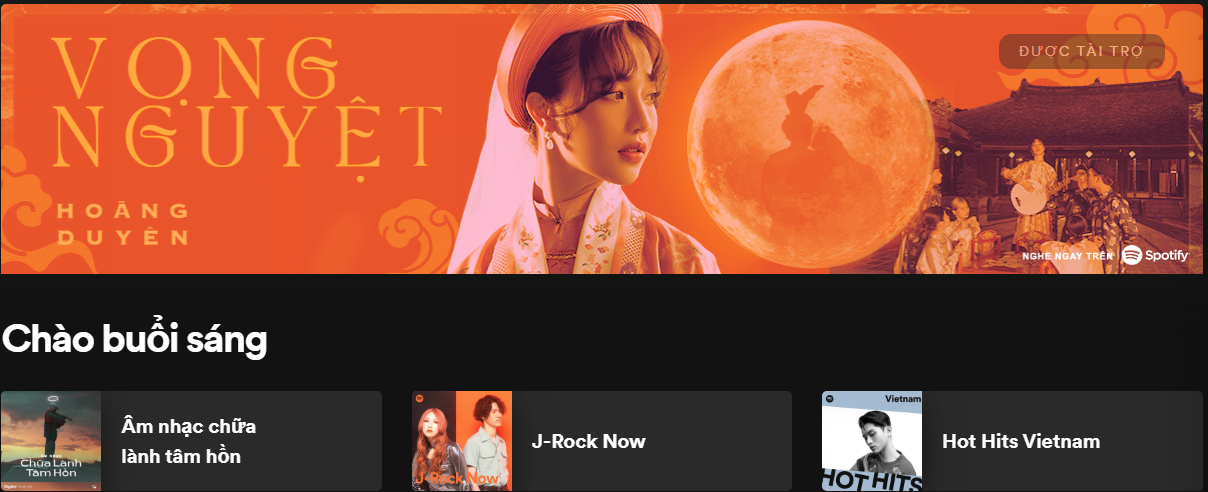 VỌNG
NGUYỆT
HOÀNG
DUYÊN
ĐƯỢC TÀI TRỢ
NGHE NGAY TRÊN
Spotify
Chào buổi sáng
ÂM NHẠC
Chữa Lành
Tâm Hồn
Âm nhạc chữa
lành tâm hồn
J-Rock Now
J-Rock Now
Vietnam
HOT HITS
Hot Hits Vietnam